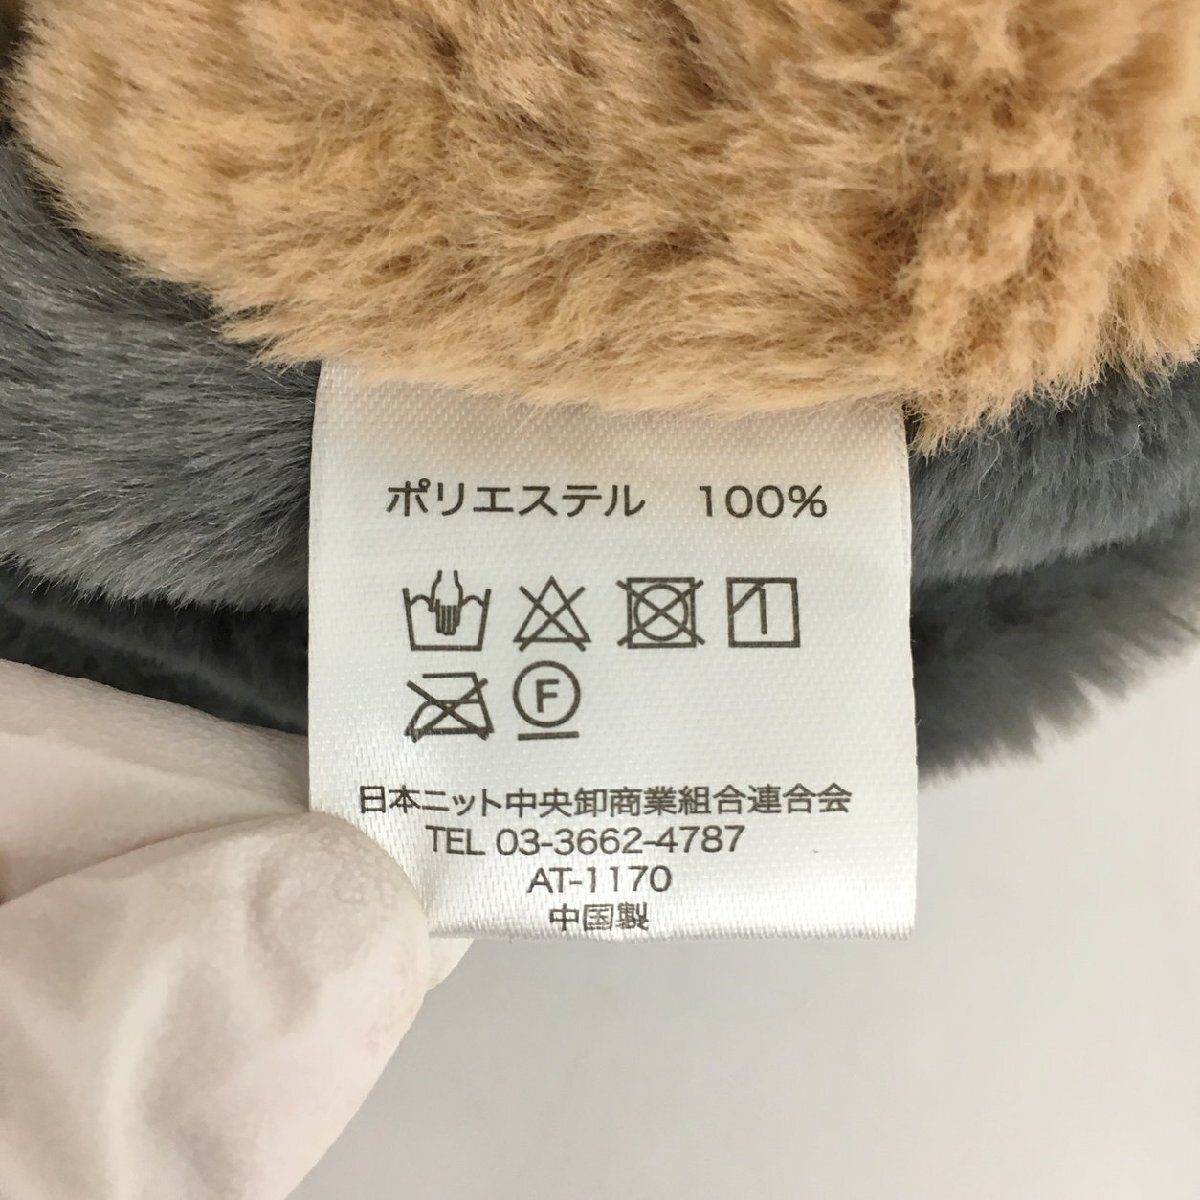 ポリエステル 100%
F
日本ニット中央卸商業組合連合会
TEL 03-3662-4787
AT-1170
中国製